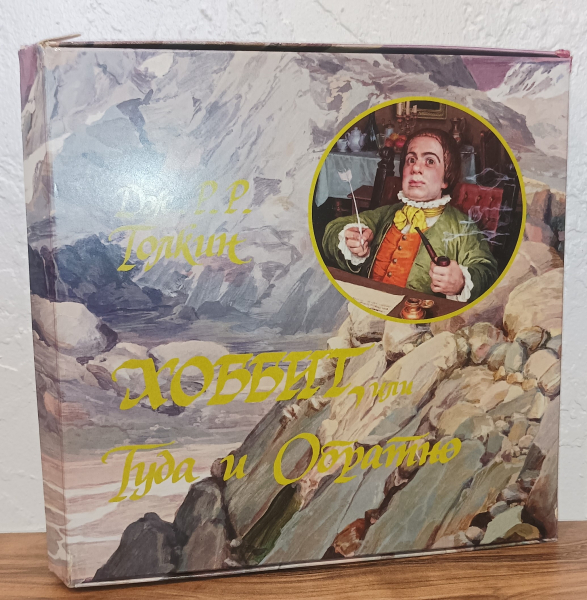 Дж. Р. Р.
Толкин
ХОББИТ, или
Туда и Обратно